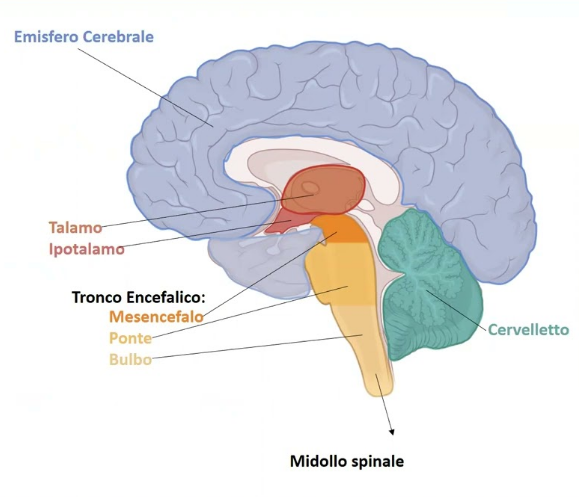 Emisfero Cerebrale
Talamo
Ipotalamo
Tronco Encefalico:
Mesencefalo
Ponte
Bulbo
Cervelletto
Midollo spinale